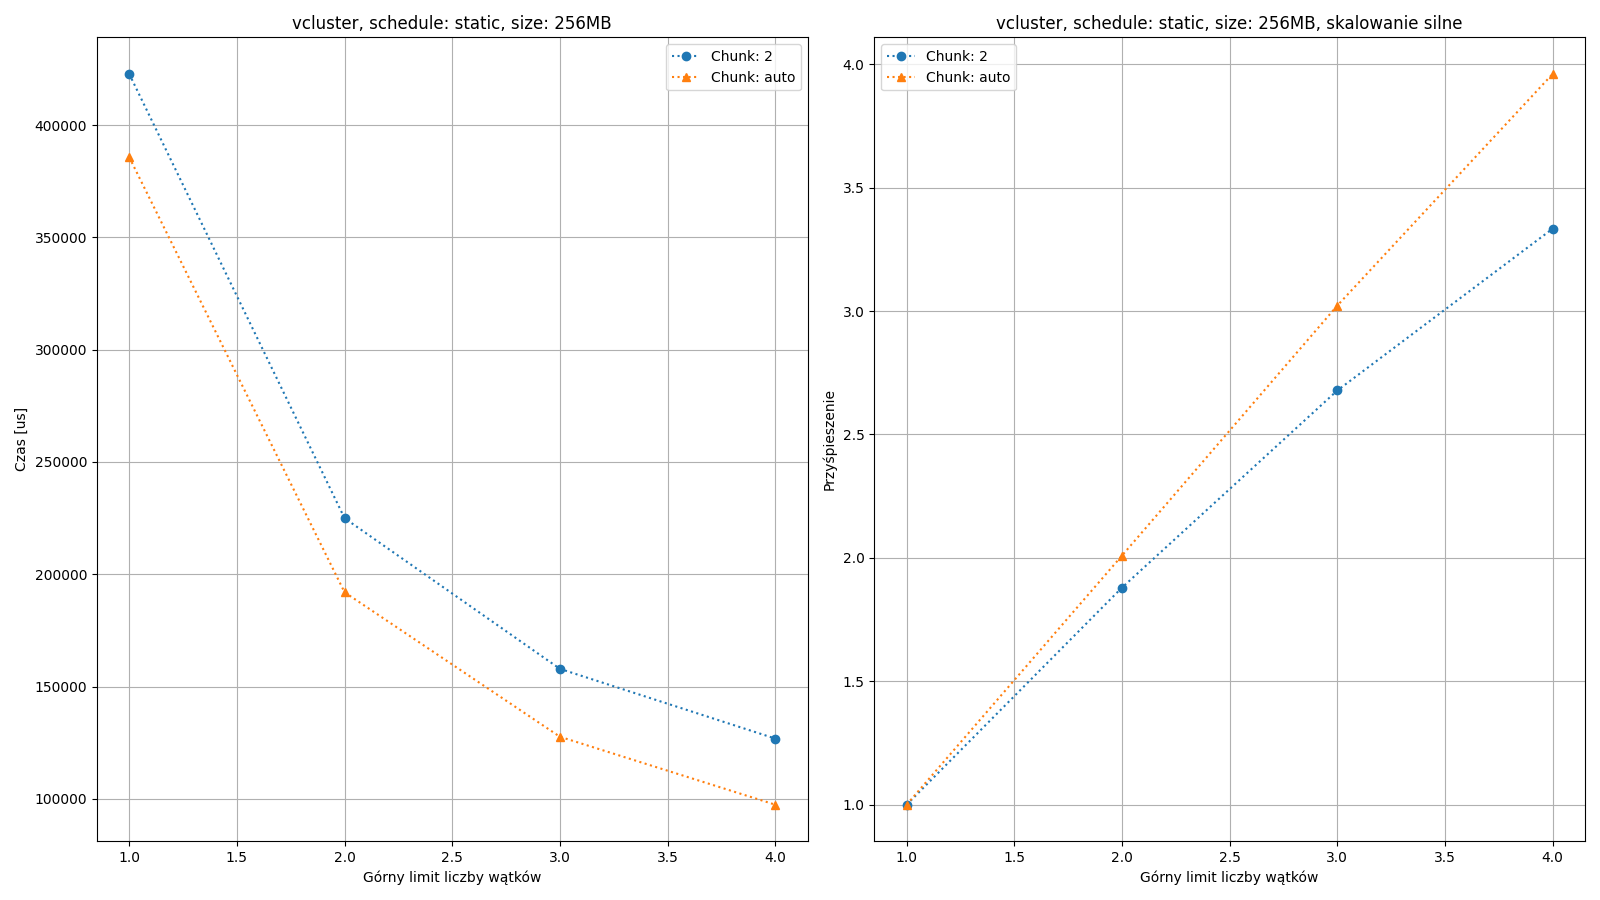 vcluster, schedule: static, size: 256MB
Chunk: 2
Chunk: auto
Czas [us]
400000
350000
300000
250000
200000
150000
100000
1.0 1.5 2.0 2.5 3.0 3.5 4.0
Górny limit liczby wątków
vcluster, schedule: static, size: 256MB, skalowanie silne
Chunk: 2
Chunk: auto
Przyśpieszenie
4.0
3.5
3.0
2.5
2.0
1.5
1.0
1.0 1.5 2.0 2.5 3.0 3.5 4.0
Górny limit liczby wątków